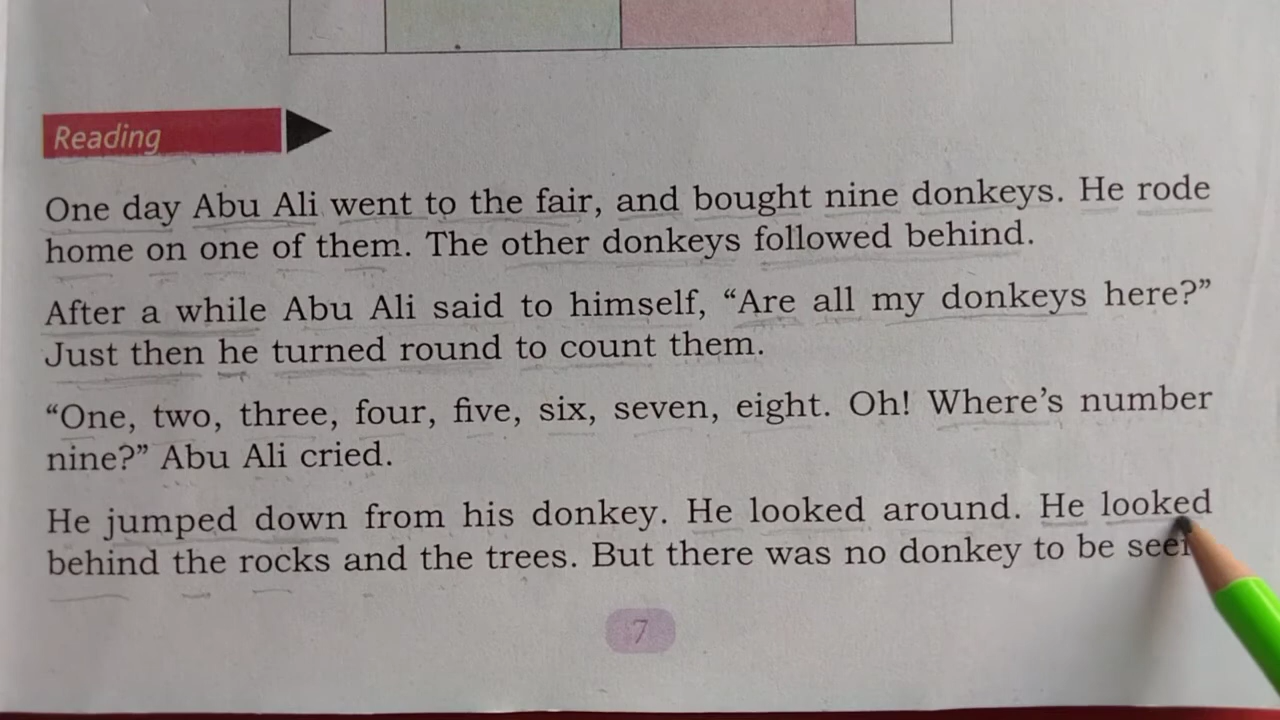 Reading
One day Abu Ali went to the fair, and bought nine donkeys. He rode
home on one of them. The other donkeys followed behind.
After a while Abu Ali said to himself, “Are all my donkeys here?”
Just then he turned round to count them.
“One, two, three, four, five, six, seven, eight. Oh! Where’s number
nine?” Abu Ali cried.
He jumped down from his donkey. He looked around. He looked
behind the rocks and the trees. But there was no donkey to be
7